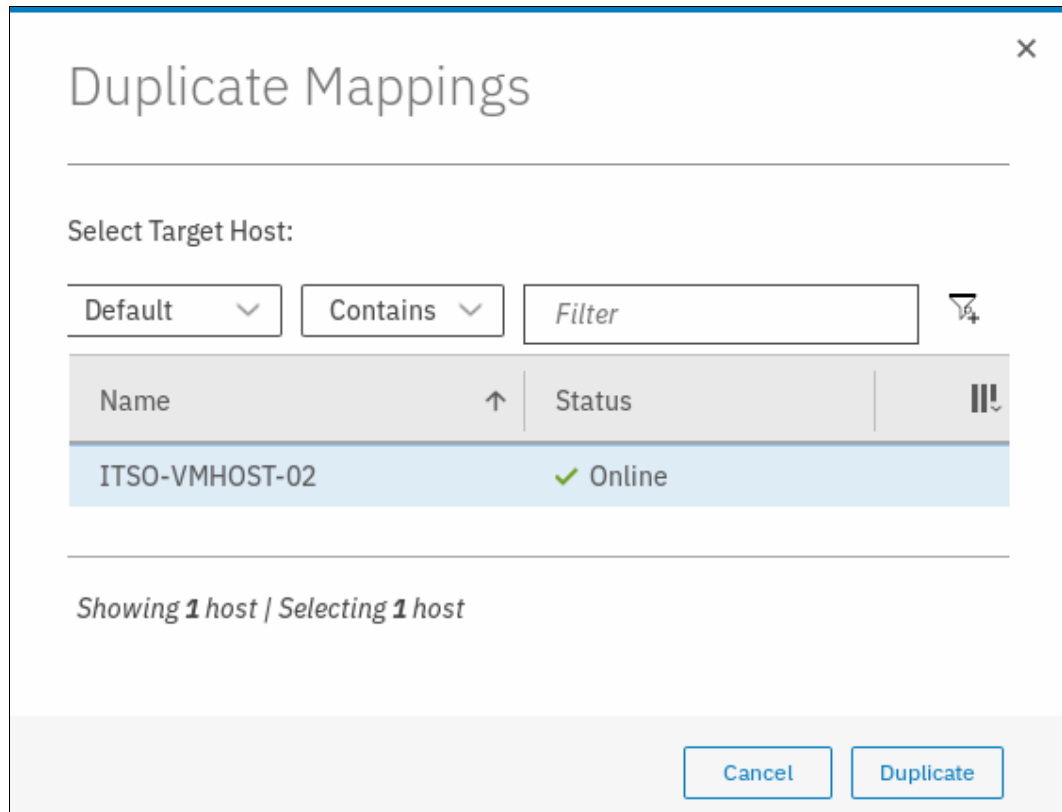 Duplicate Mappings
Select Target Host:
Default Contains Filter
Name Status
ITSO-VMHOST-02 Online
Showing 1 host | Selecting 1 host
Cancel Duplicate